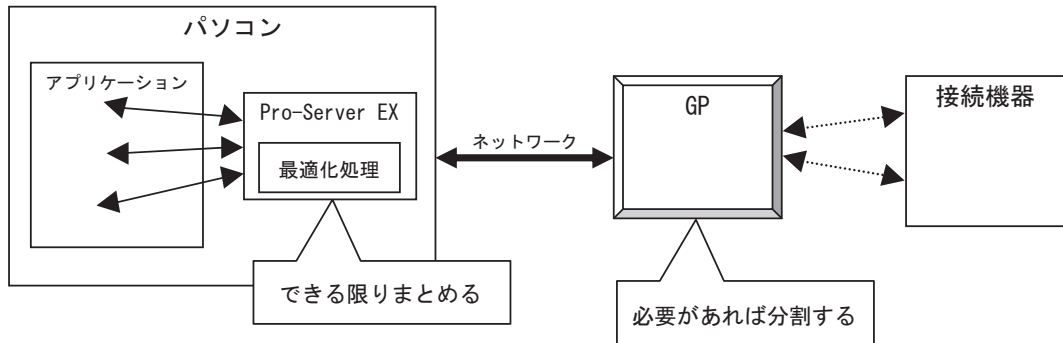 パソコン
アプリケーション
Pro-Server EX
最適化処理
できる限りまとめる
ネットワーク
GP
必要があれば分割する
接続機器